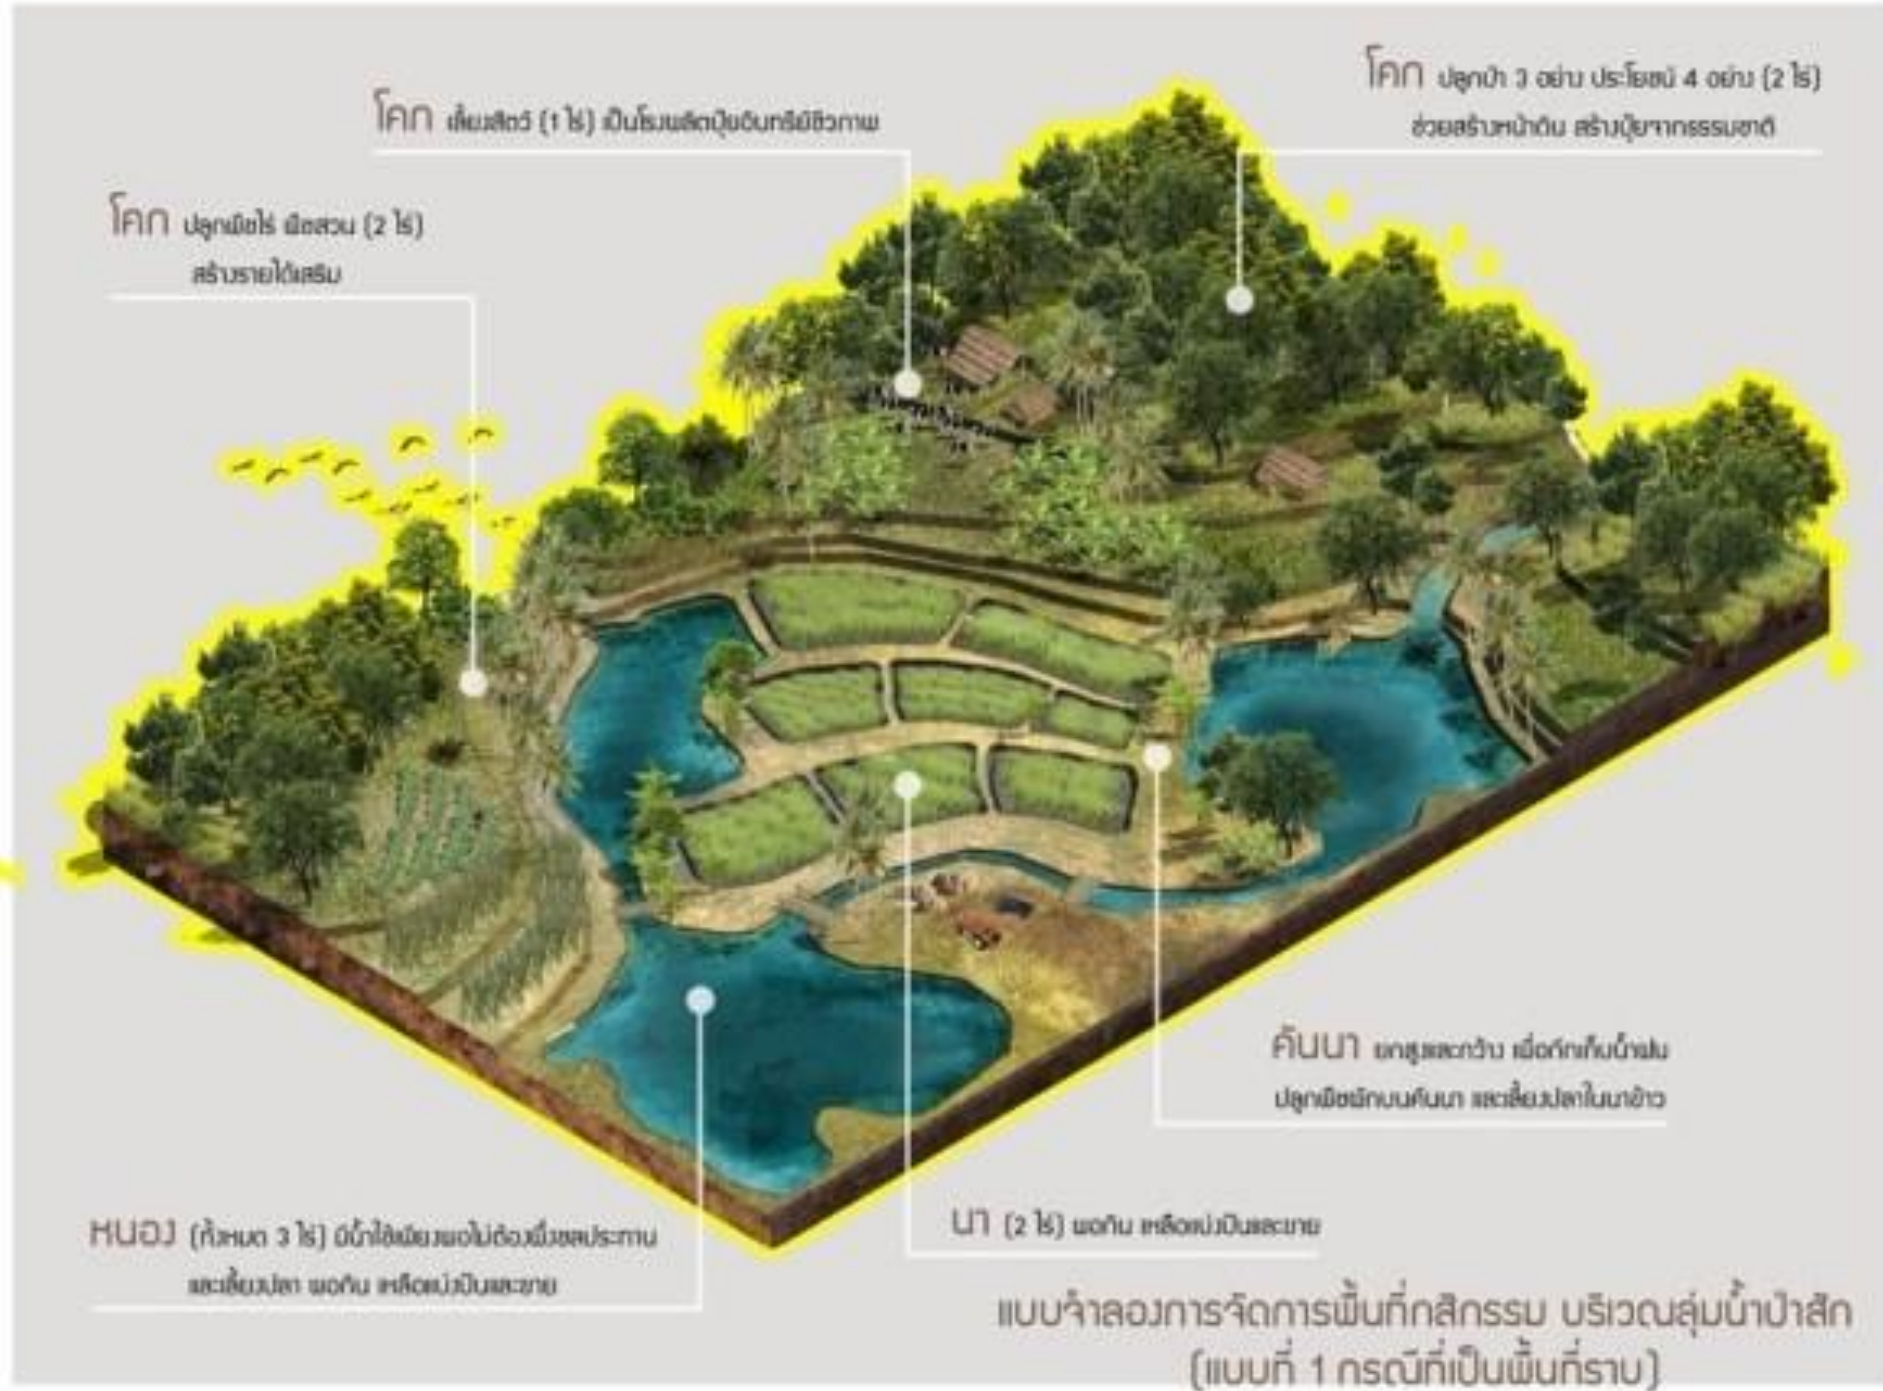 โคก เลี้ยงสัตว์ (1 ไร่) เป็นโรงผลิตปุ๋ยอินทรีย์ชีวภาพ
โคก ปลูกป่า 3 อย่าง ประโยชน์ 4 อย่าง (2 ไร่)
ช่วยสร้างหน้าดิน สร้างปุ๋ยจากธรรมชาติ
โคก ปลูกพืชไร่ พืชสวน (2 ไร่)
สร้างรายได้เสริม
คันนา ยกสูงและกว้าง เพื่อกักเก็บน้ำฝน
ปลูกพืชผักบนคันนา และเลี้ยงปลาในนาข้าว
หนอง (ทั้งหมด 3 ไร่) มีน้ำใช้เพียงพอไม่ต้องพึ่งชลประทาน
และเลี้ยงปลา พอกิน เหลือแบ่งปันและขาย
นา (2 ไร่) พอกิน เหลือแบ่งปันและขาย
แบบจำลองการจัดการพื้นที่กสิกรรม บริเวณลุ่มน้ำป่าสัก
(แบบที่ 1 กรณีที่เป็นพื้นที่ราบ)